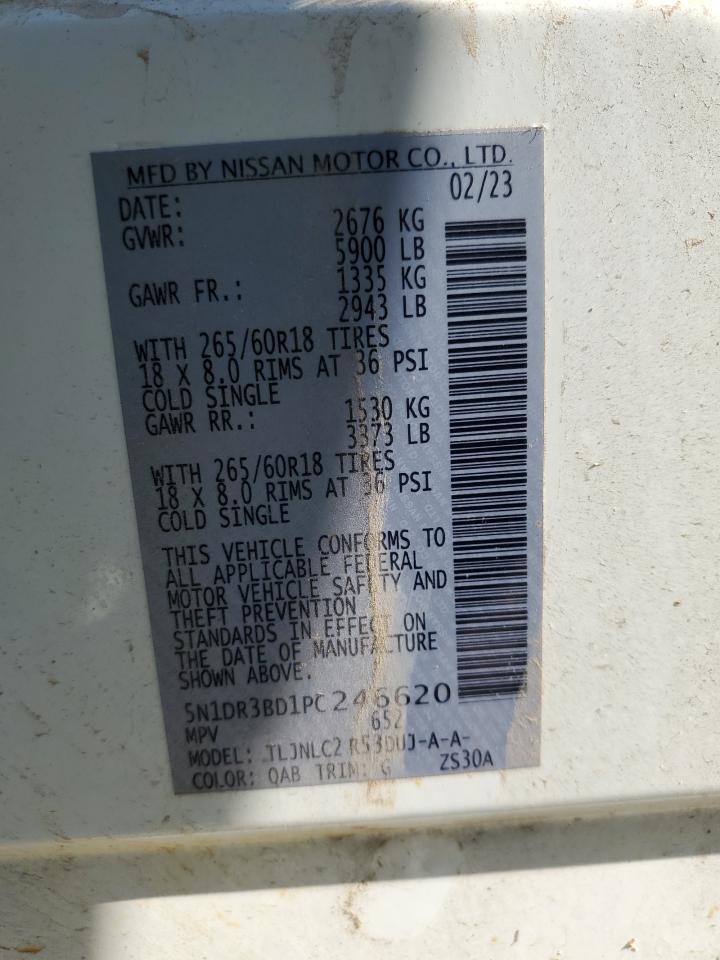 MFD BY NISSAN MOTOR CO., LTD.
DATE: 02/23
GVWR: 2676 KG
5900 LB
GAWR FR.: 1335 KG
2943 LB
WITH 265/60R18 TIRES
18 X 8.0 RIMS AT 36 PSI
COLD SINGLE
GAWR RR.: 1530 KG
3373 LB
WITH 265/60R18 TIRES
18 X 8.0 RIMS AT 36 PSI
COLD SINGLE
THIS VEHICLE CONFORMS TO
ALL APPLICABLE FEDERAL
MOTOR VEHICLE SAFETY AND
THEFT PREVENTION
STANDARDS IN EFFECT ON
THE DATE OF MANUFACTURE
SHOWN ABOVE.
5N1DR3BD1PC246620
MPV 652
MODEL: TLJNLC2 R53DUJ-A-A-
COLOR: QAB TRIM: G ZS30A